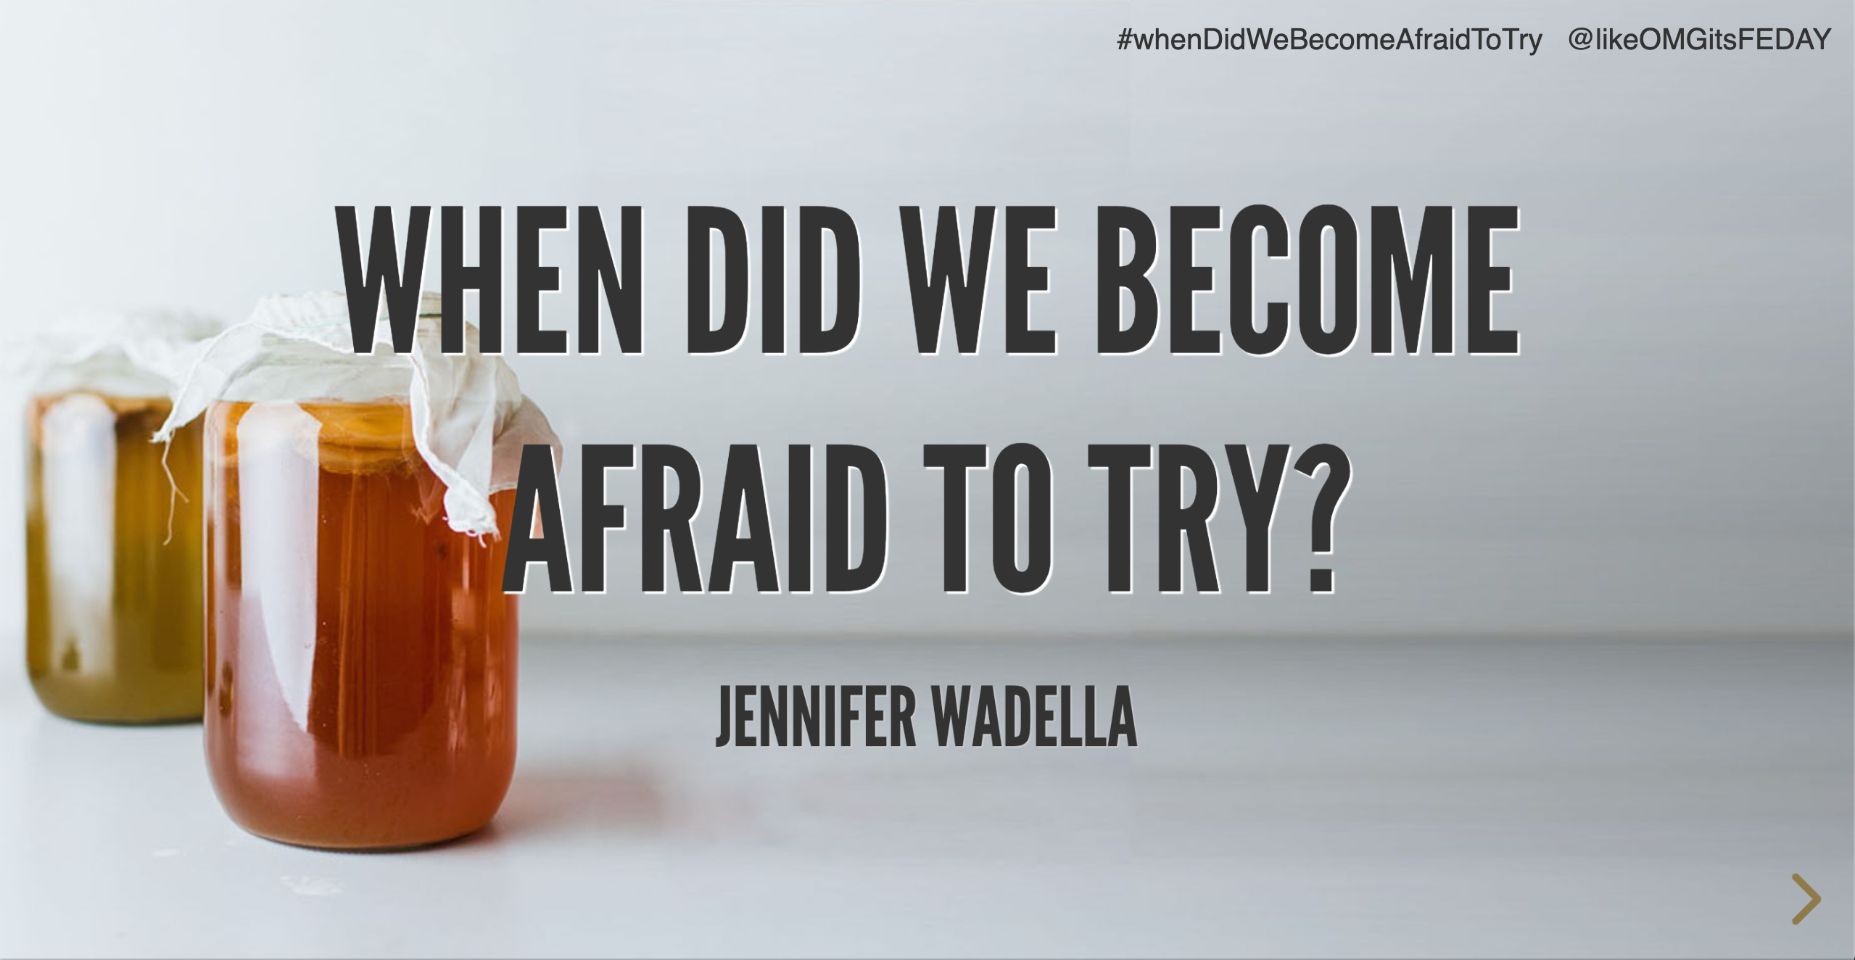 #whenDidWeBecomeAfraidToTry @likeOMGitsFEDAY
WHEN DID WE BECOME
AFRAID TO TRY?
JENNIFER WADELLA